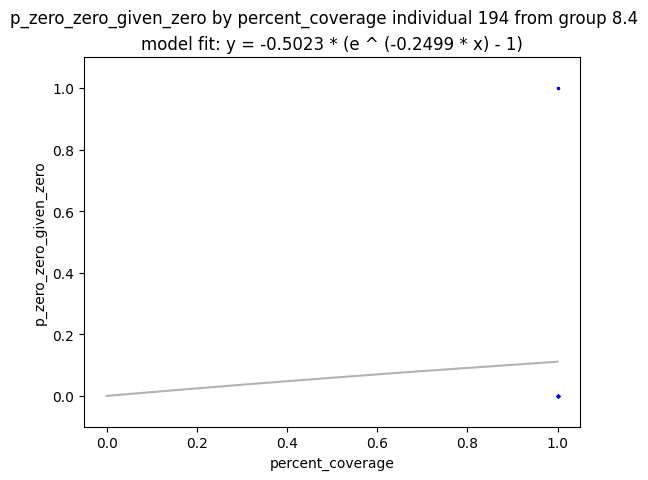 p_zero_zero_given_zero by percent_coverage individual 194 from group 8.4
model fit: y = -0.5023 * (e ^ (-0.2499 * x) - 1)
1.0
0.8
0.6
0.4
0.2
0.0
p_zero_zero_given_zero
0.0 0.2 0.4 0.6 0.8 1.0
percent_coverage